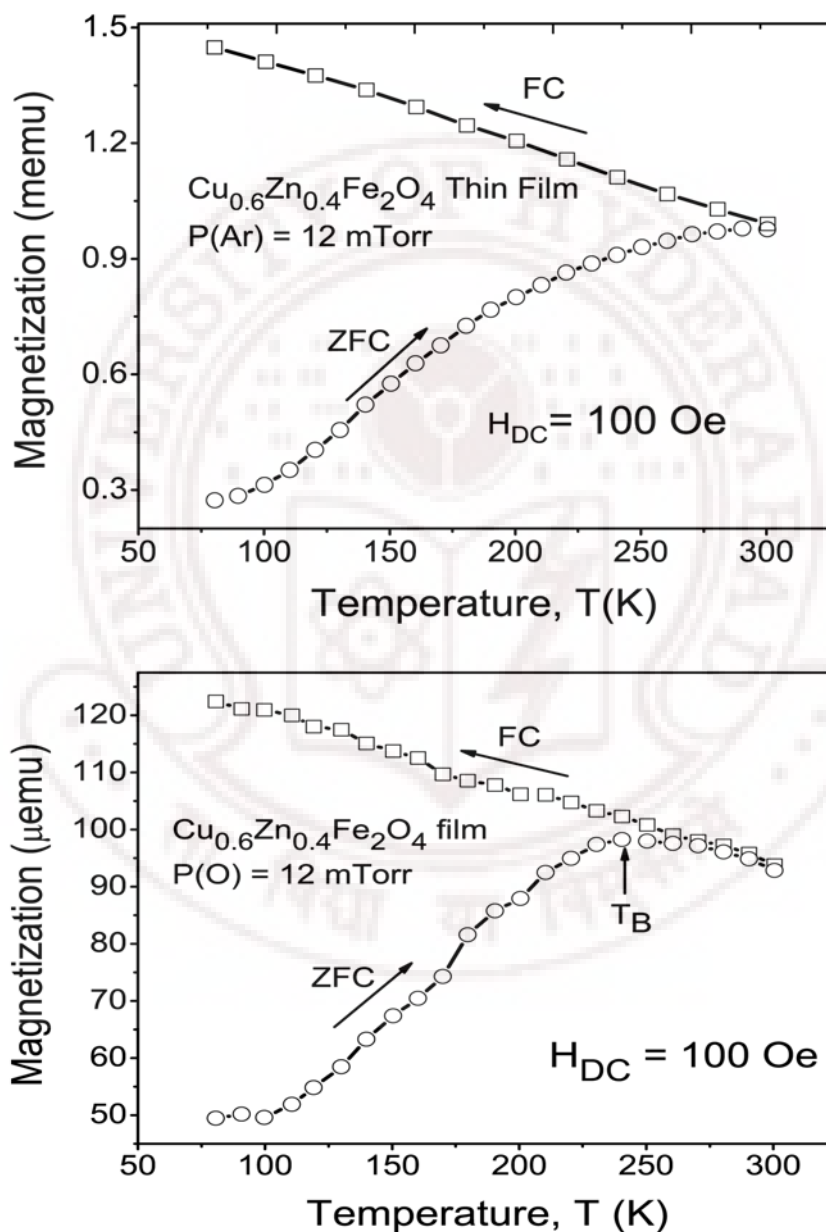 1.5
1.2
0.9
0.6
0.3
Magnetization (memu)
FC
Cu0.6Zn0.4Fe2O4 Thin Film
P(Ar) = 12 mTorr
ZFC
HDC= 100 Oe
50 100 150 200 250 300
Temperature, T(K)
120
110
100
90
80
70
60
50
Magnetization (μemu)
FC
Cu0.6Zn0.4Fe2O4 film
P(O) = 12 mTorr
TB
ZFC
HDC = 100 Oe
50 100 150 200 250 300
Temperature, T (K)
UNIVERSITY OF HYDERABAD